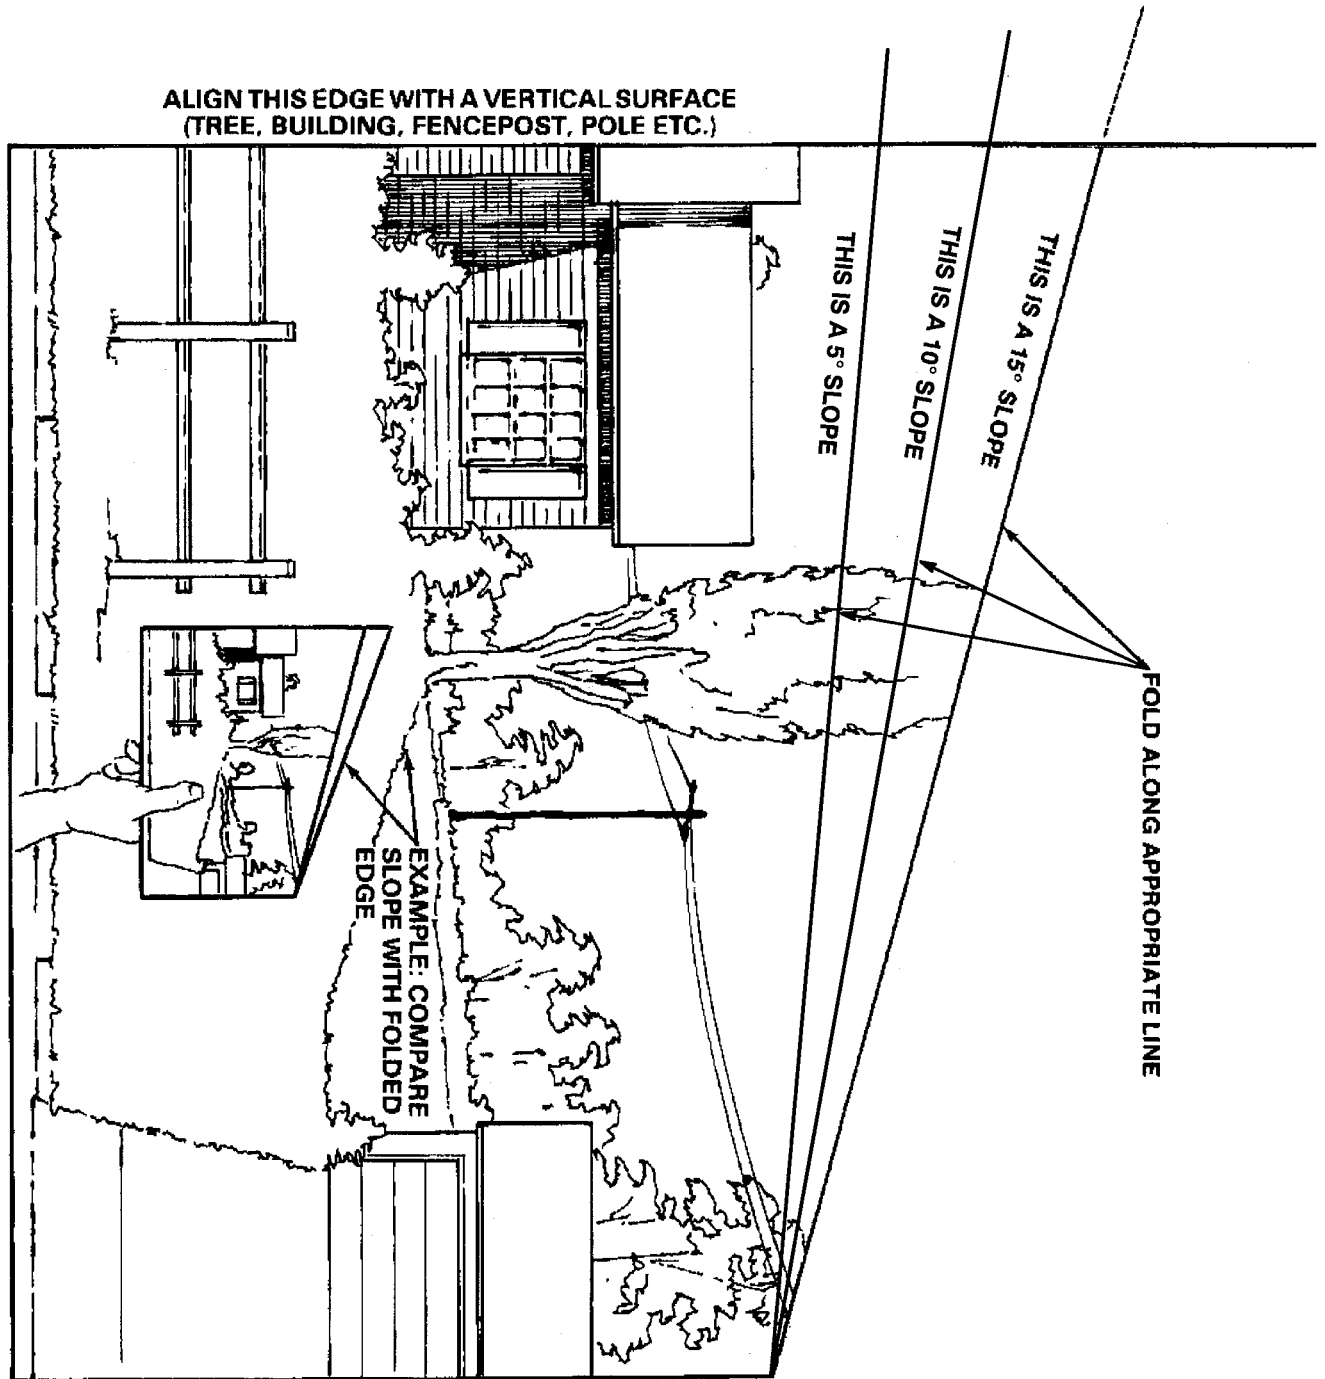 ALIGN THIS EDGE WITH A VERTICAL SURFACE
(TREE, BUILDING, FENCEPOST, POLE ETC.)
THIS IS A 5° SLOPE
THIS IS A 10° SLOPE
THIS IS A 15° SLOPE
FOLD ALONG APPROPRIATE LINE
EXAMPLE: COMPARE
SLOPE WITH FOLDED
EDGE